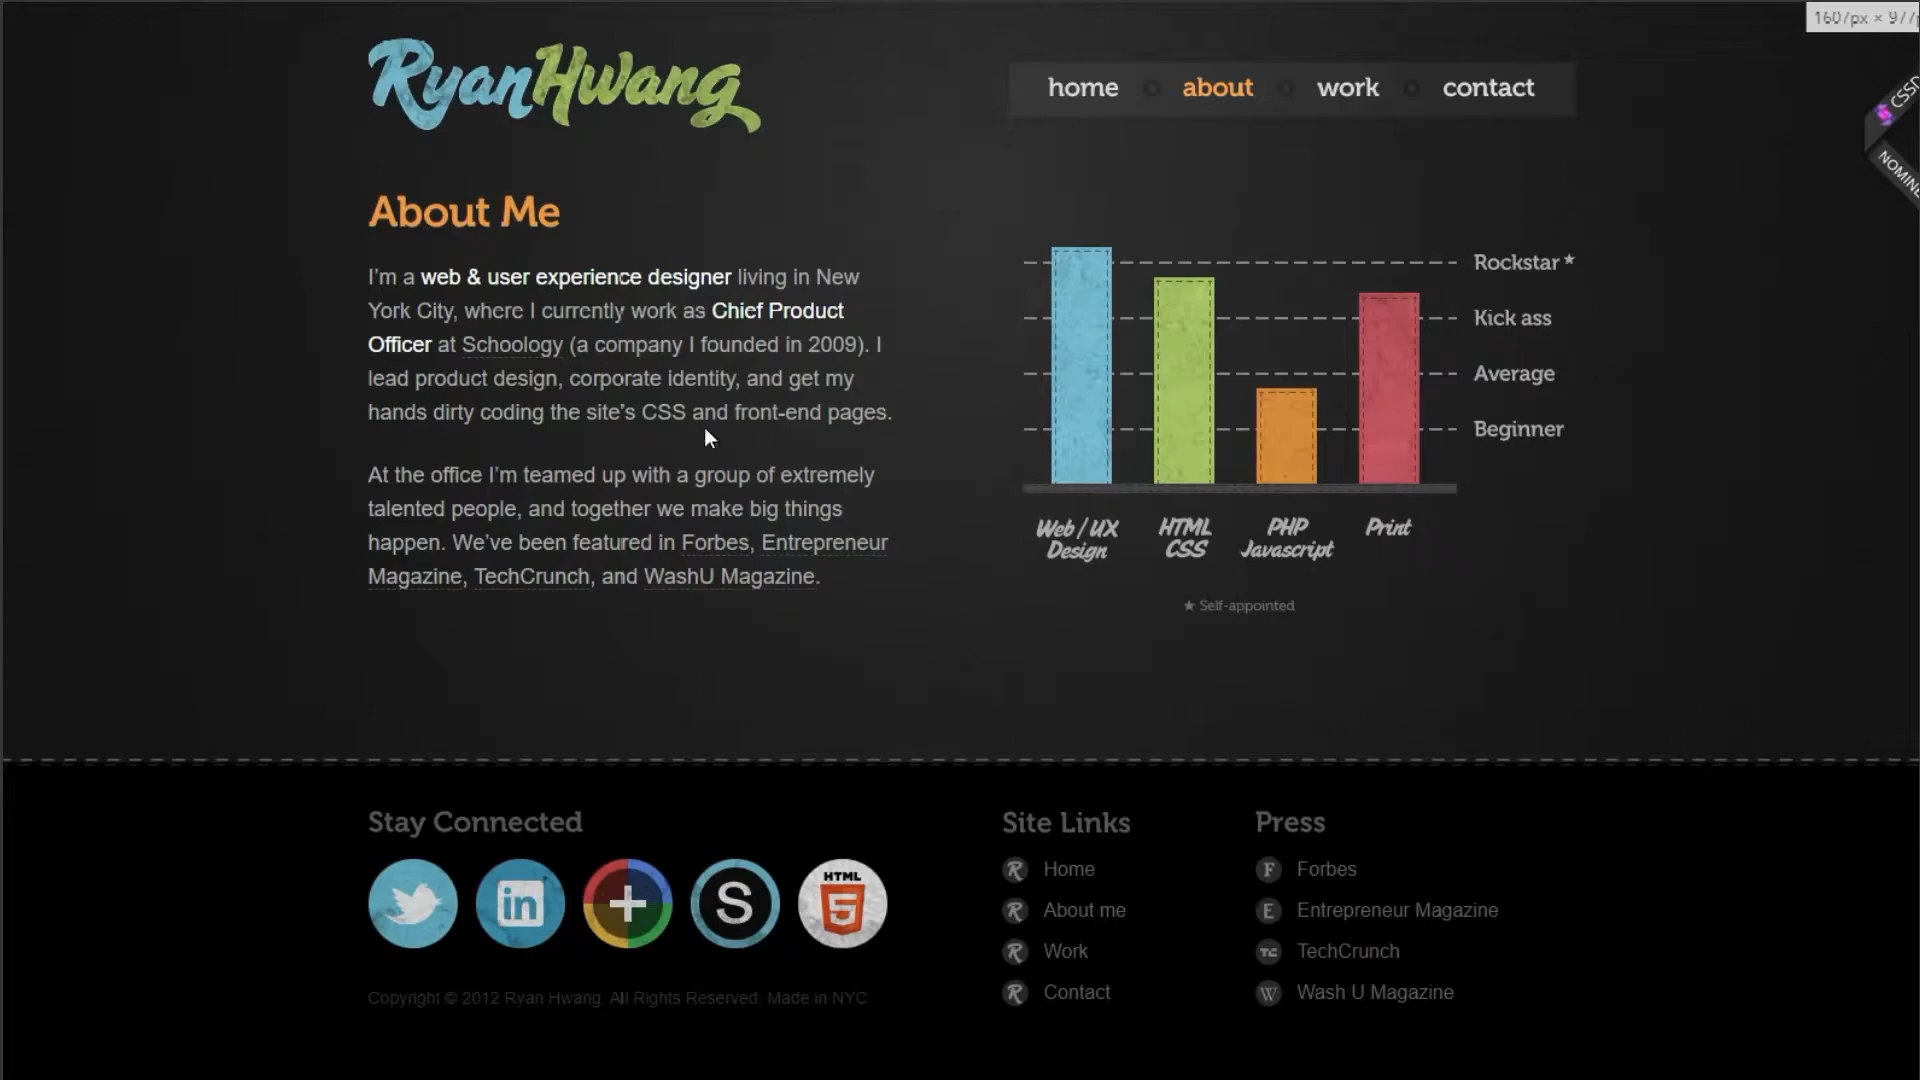 RyanHwang
home about work contact
About Me
I’m a web & user experience designer living in New
York City, where I currently work as Chief Product
Officer at Schoology (a company I founded in 2009). I
lead product design, corporate identity, and get my
hands dirty coding the site’s CSS and front-end pages.
At the office I’m teamed up with a group of extremely
talented people, and together we make big things
happen. We’ve been featured in Forbes, Entrepreneur
Magazine, TechCrunch, and WashU Magazine.
Rockstar ★
Kick ass
Average
Beginner
Web / UX
Design
HTML
CSS
PHP
Javascript
Print
★ Self-appointed
Stay Connected
in
+
S
HTML
5
Copyright © 2012 Ryan Hwang. All Rights Reserved. Made in NYC
Site Links
R Home
R About me
R Work
R Contact
Press
F Forbes
E Entrepreneur Magazine
TC TechCrunch
W Wash U Magazine